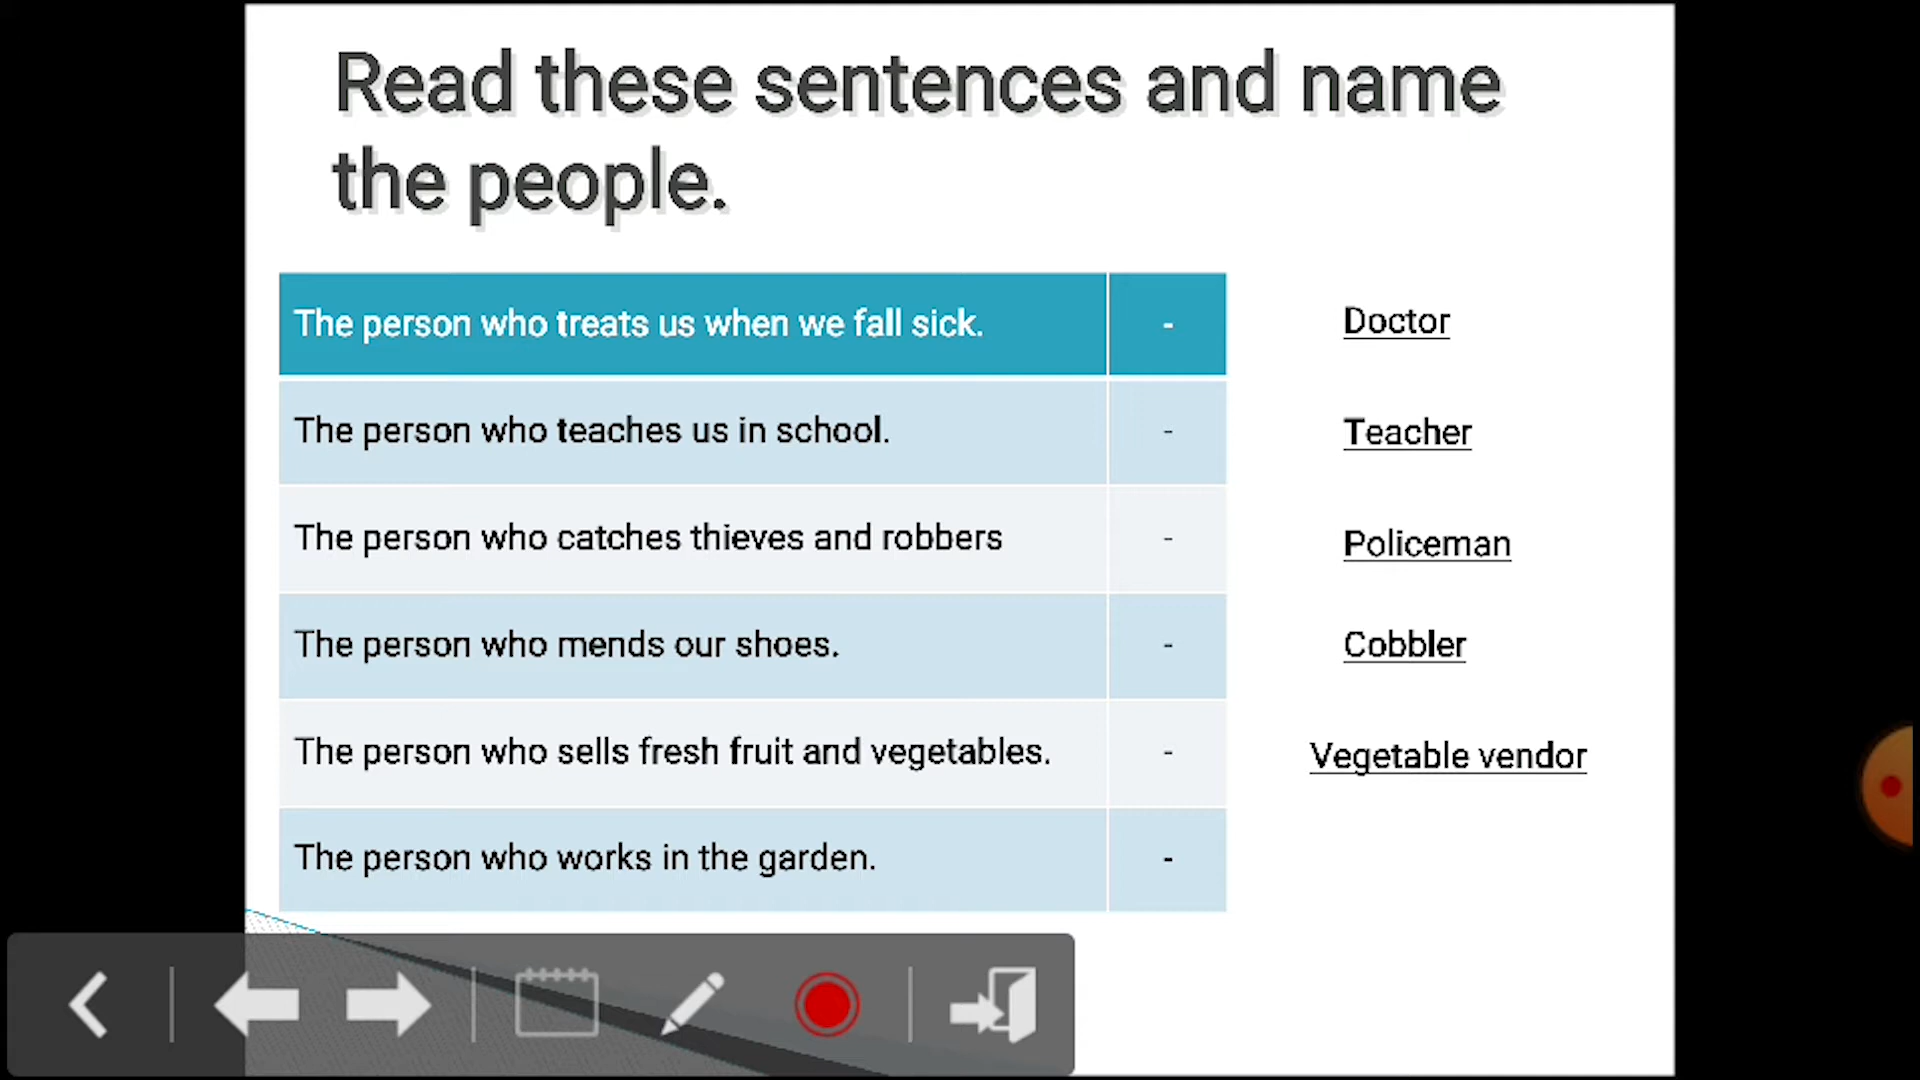 Read these sentences and name
the people.
The person who treats us when we fall sick. - Doctor
The person who teaches us in school. - Teacher
The person who catches thieves and robbers - Policeman
The person who mends our shoes. - Cobbler
The person who sells fresh fruit and vegetables. - Vegetable vendor
The person who works in the garden. -